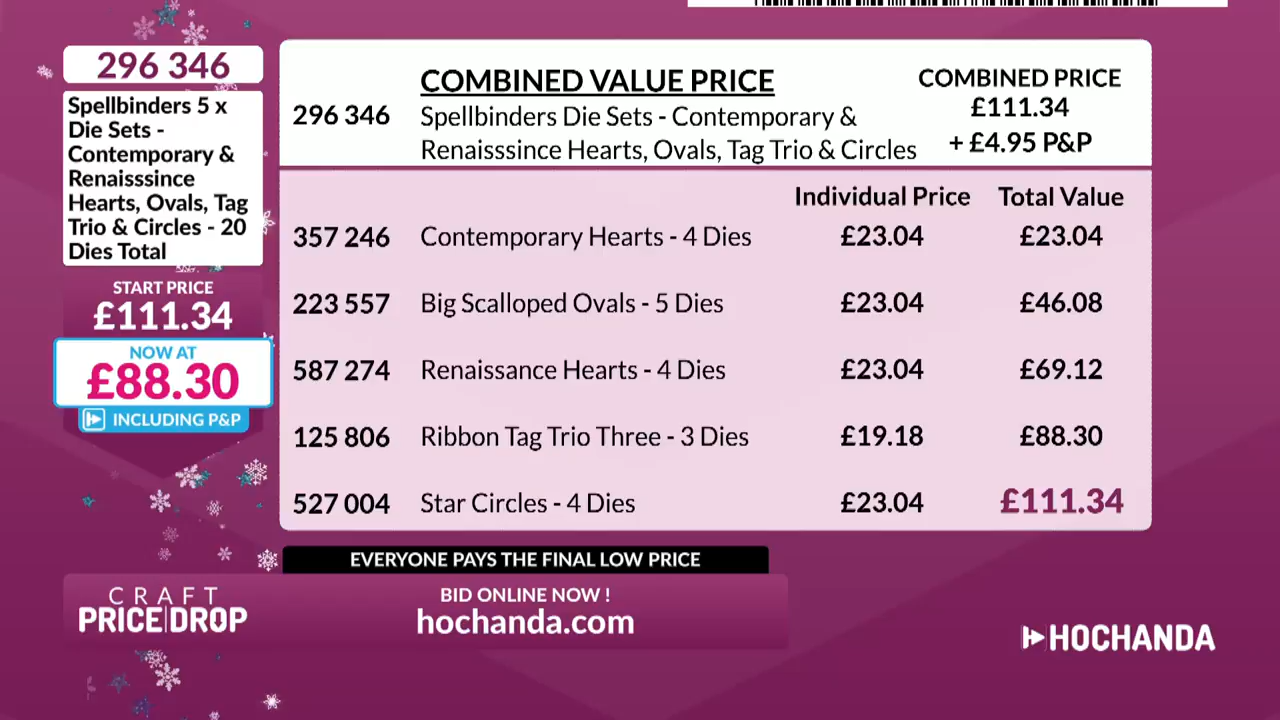 296 346
Spellbinders 5 x
Die Sets -
Contemporary &
Renaisssince
Hearts, Ovals, Tag
Trio & Circles - 20
Dies Total
START PRICE
£111.34
NOW AT
£88.30
INCLUDING P&P
COMBINED VALUE PRICE
COMBINED PRICE
296 346
Spellbinders Die Sets - Contemporary &
Renaisssince Hearts, Ovals, Tag Trio & Circles
£111.34
+ £4.95 P&P
Individual Price Total Value
357 246 Contemporary Hearts - 4 Dies £23.04 £23.04
223 557 Big Scalloped Ovals - 5 Dies £23.04 £46.08
587 274 Renaissance Hearts - 4 Dies £23.04 £69.12
125 806 Ribbon Tag Trio Three - 3 Dies £19.18 £88.30
527 004 Star Circles - 4 Dies £23.04 £111.34
EVERYONE PAYS THE FINAL LOW PRICE
CRAFT
PRICE DROP
BID ONLINE NOW !
hochanda.com
HOCHANDA